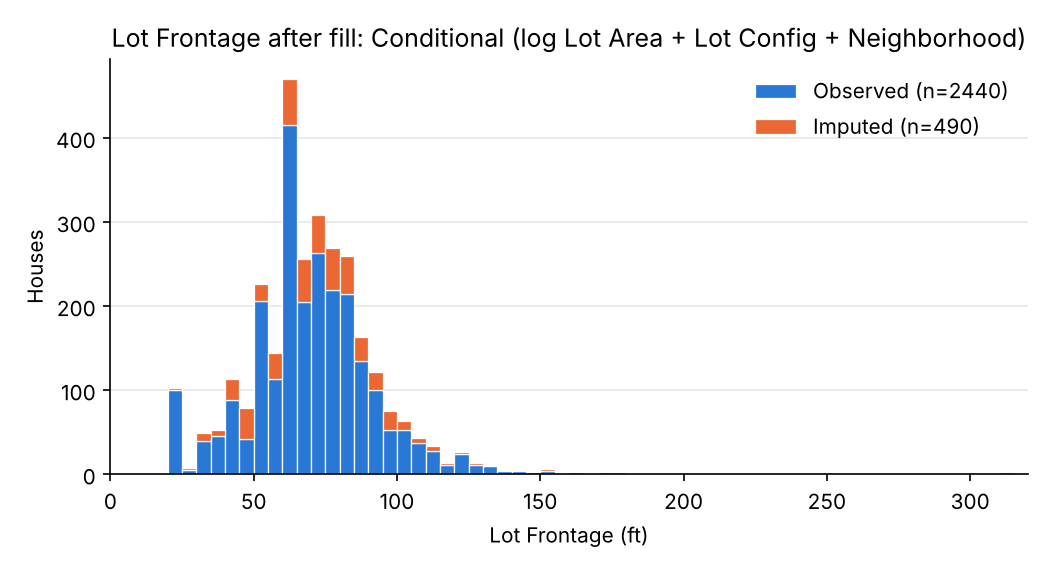 Lot Frontage after fill: Conditional (log Lot Area + Lot Config + Neighborhood)
Observed (n=2440)
Imputed (n=490)
Houses
400
300
200
100
0
0 50 100 150 200 250 300
Lot Frontage (ft)